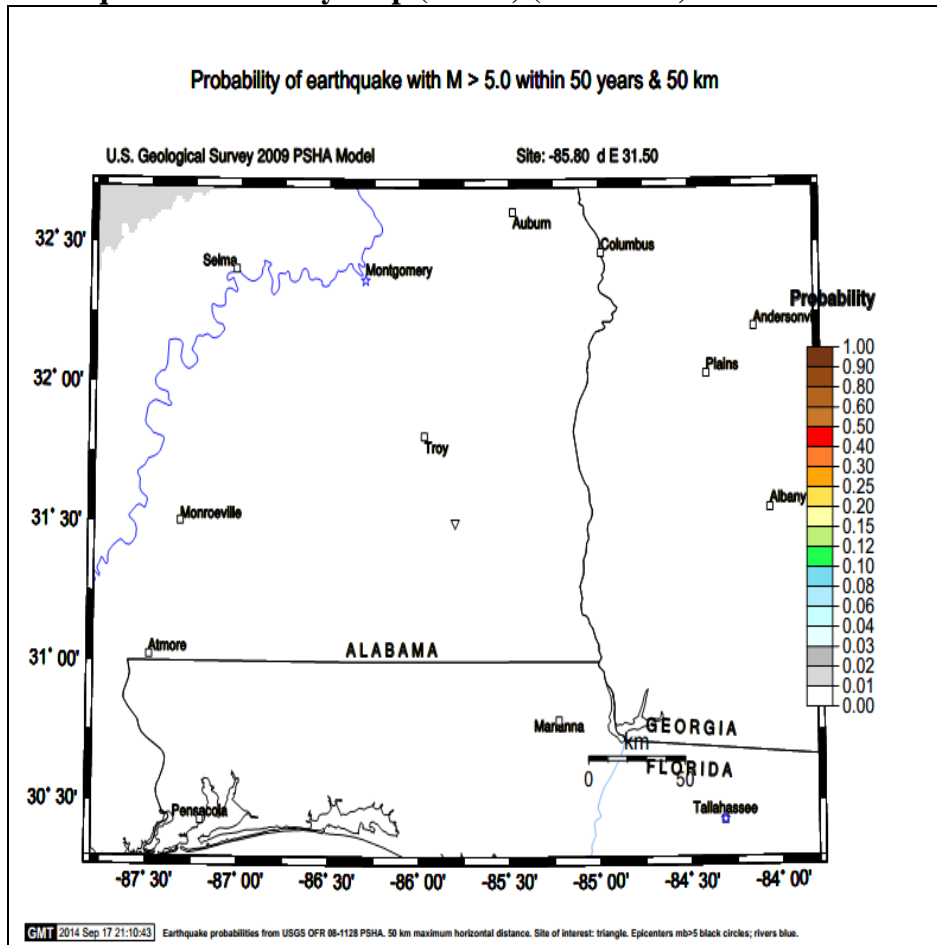 Probability of earthquake with M > 5.0 within 50 years & 50 km
U.S. Geological Survey 2009 PSHA Model Site: -85.80 d E 31.50
32° 30'
32° 00'
31° 30'
31° 00'
30° 30'
Auburn
Columbus
Selma
Montgomery
Probability
Andersonv
Plains
Troy
Albany
Monroeville
Atmore
ALABAMA
Marianna
GEORGIA
km
0 50
FLORIDA
Pensacola
Tallahassee
1.00
0.90
0.80
0.60
0.50
0.40
0.30
0.25
0.20
0.15
0.12
0.10
0.08
0.06
0.04
0.03
0.02
0.01
0.00
-87° 30' -87° 00' -86° 30' -86° 00' -85° 30' -85° 00' -84° 30' -84° 00'
GMT 2014 Sep 17 21:10:43 Earthquake probabilities from USGS OFR 08-1128 PSHA. 50 km maximum horizontal distance. Site of interest: triangle. Epicenters mb>5 black circles; rivers blue.